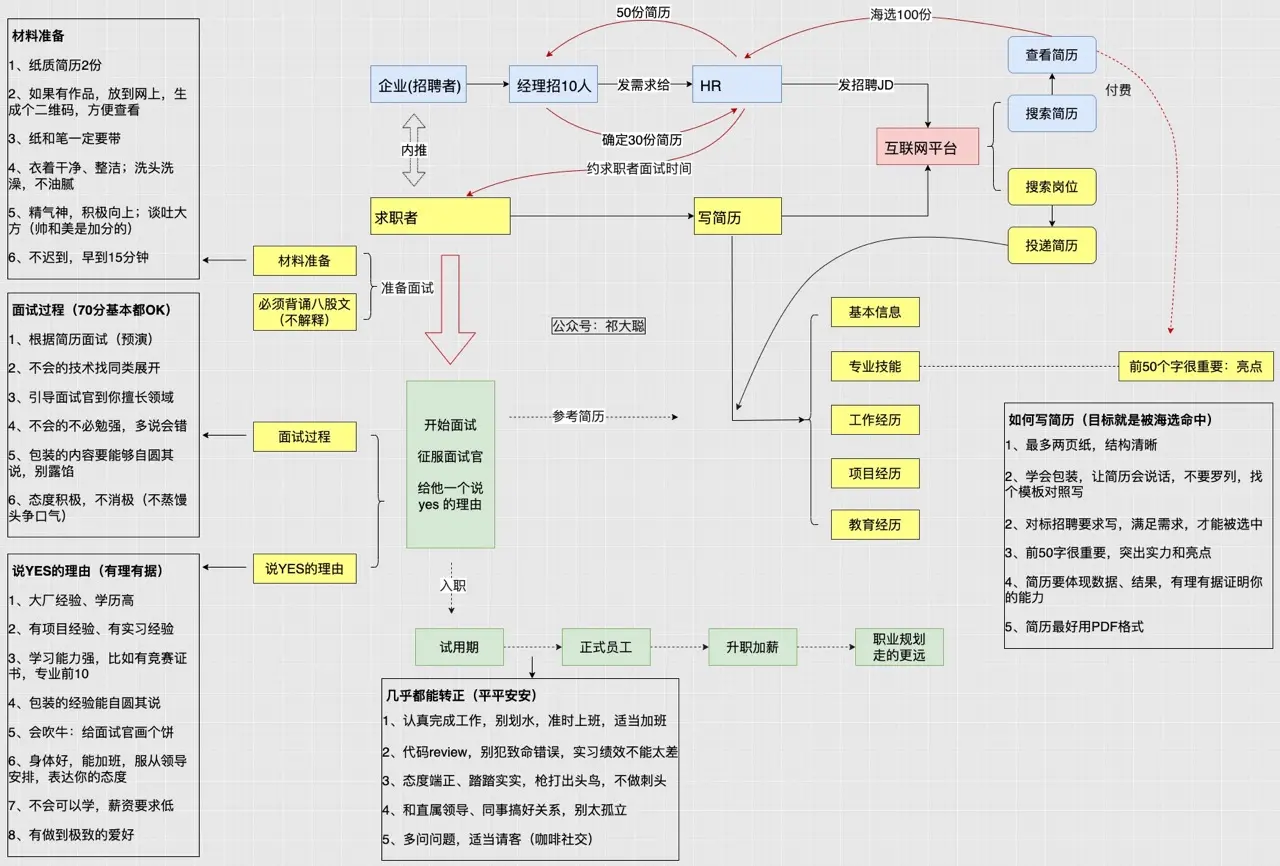 材料准备
1、纸质简历2份
2、如果有作品，放到网上，生
成个二维码，方便查看
3、纸和笔一定要带
4、衣着干净、整洁；洗头洗
澡，不油腻
5、精气神，积极向上；谈吐大
方（帅和美是加分的）
6、不迟到，早到15分钟
面试过程（70分基本都OK）
1、根据简历面试（预演）
2、不会的技术找同类展开
3、引导面试官到你擅长领域
4、不会的不必勉强，多说会错
5、包装的内容要能够自圆其
说，别露馅
6、态度积极，不消极（不蒸馒
头争口气）
说YES的理由（有理有据）
1、大厂经验、学历高
2、有项目经验、有实习经验
3、学习能力强，比如有竞赛证
书，专业前10
4、包装的经验能自圆其说
5、会吹牛：给面试官画个饼
6、身体好，能加班，服从领导
安排，表达你的态度
7、不会可以学，薪资要求低
8、有做到极致的爱好
50份简历
海选100份
企业(招聘者)
经理招10人
发需求给
HR
发招聘JD
确定30份简历
约求职者面试时间
内推
互联网平台
查看简历
付费
搜索简历
搜索岗位
投递简历
求职者
写简历
材料准备
必须背诵八股文
（不解释）
准备面试
公众号：祁大聪
基本信息
专业技能
工作经历
项目经历
教育经历
前50个字很重要：亮点
开始面试
征服面试官
给他一个说
yes 的理由
参考简历
面试过程
说YES的理由
入职
试用期
正式员工
升职加薪
职业规划
走的更远
几乎都能转正（平平安安）
1、认真完成工作，别划水，准时上班，适当加班
2、代码review，别犯致命错误，实习绩效不能太差
3、态度端正、踏踏实实，枪打出头鸟，不做刺头
4、和直属领导、同事搞好关系，别太孤立
5、多问问题，适当请客（咖啡社交）
如何写简历（目标就是被海选命中）
1、最多两页纸，结构清晰
2、学会包装，让简历会说话，不要罗列，找
个模板对照写
2、对标招聘要求写，满足需求，才能被选中
3、前50字很重要，突出实力和亮点
4、简历要体现数据、结果，有理有据证明你
的能力
5、简历最好用PDF格式